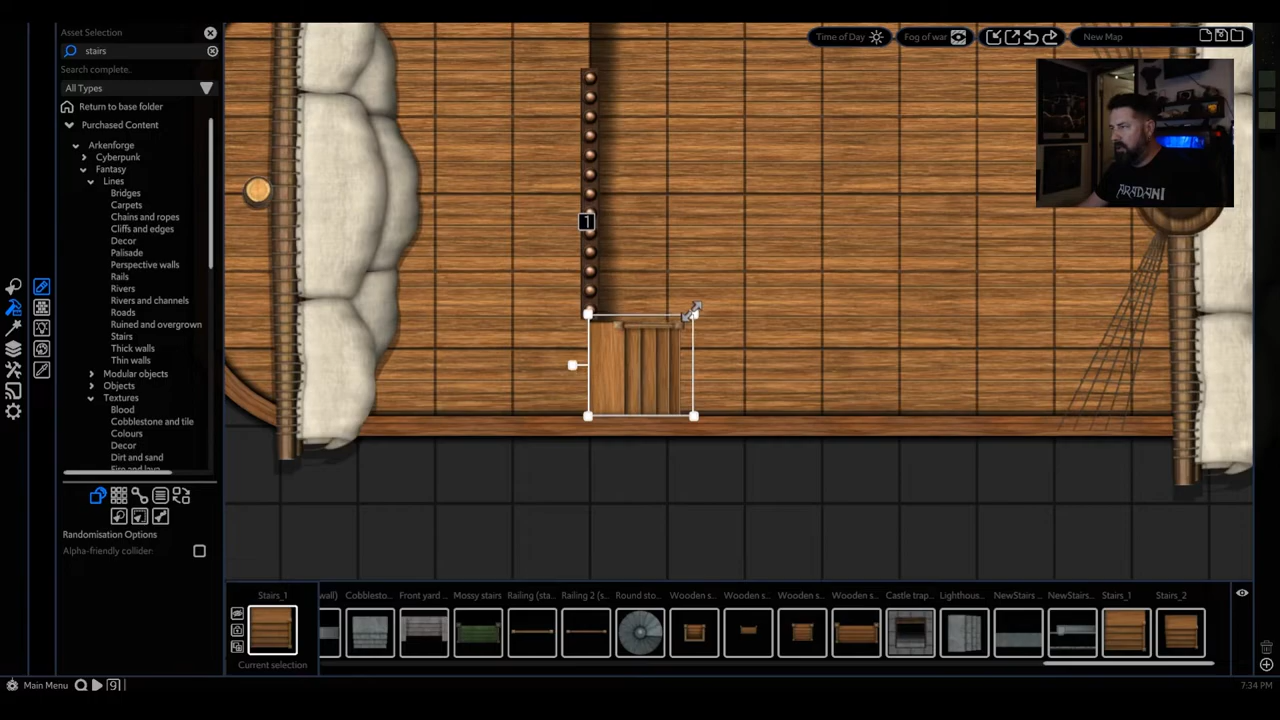 Asset Selection
stairs
Search complete.
All Types
Return to base folder
Purchased Content
Arkenforge
Cyberpunk
Fantasy
Lines
Bridges
Carpets
Chains and ropes
Cliffs and edges
Decor
Palisade
Perspective walls
Rails
Rivers
Rivers and channels
Roads
Ruined and overgrown
Stairs
Thick walls
Thin walls
Modular objects
Objects
Textures
Blood
Cobblestone and tile
Colours
Decor
Dirt and sand
Fire and lava
Randomisation Options
Alpha-friendly collider:
Time of Day
Fog of war
New Map
ARADANI
1
Stairs_1
wall)
Cobblesto...
Front yard ...
Mossy stairs
Railing (sta...
Railing 2 (s...
Round sto...
Wooden s...
Wooden s...
Wooden s...
Wooden s...
Castle trap...
Lighthous...
NewStairs ...
NewStairs...
Stairs_1
Stairs_2
Current selection
Main Menu
9
7:34 PM